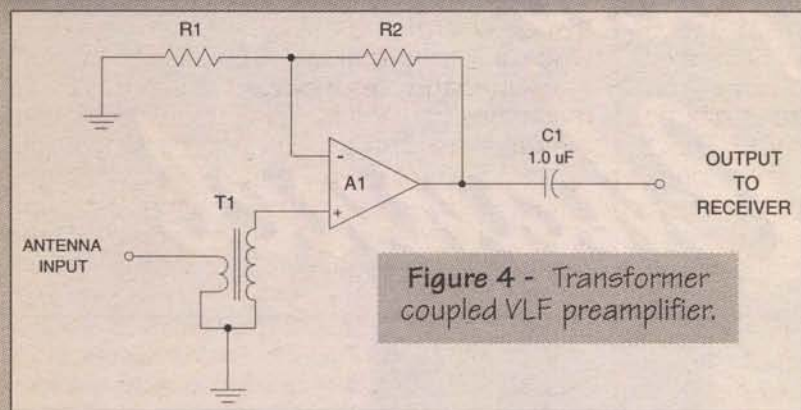 R1
R2
C1
1.0 uF
OUTPUT
TO
RECEIVER
-
A1
+
T1
ANTENNA
INPUT
Figure 4 - Transformer
coupled VLF preamplifier.